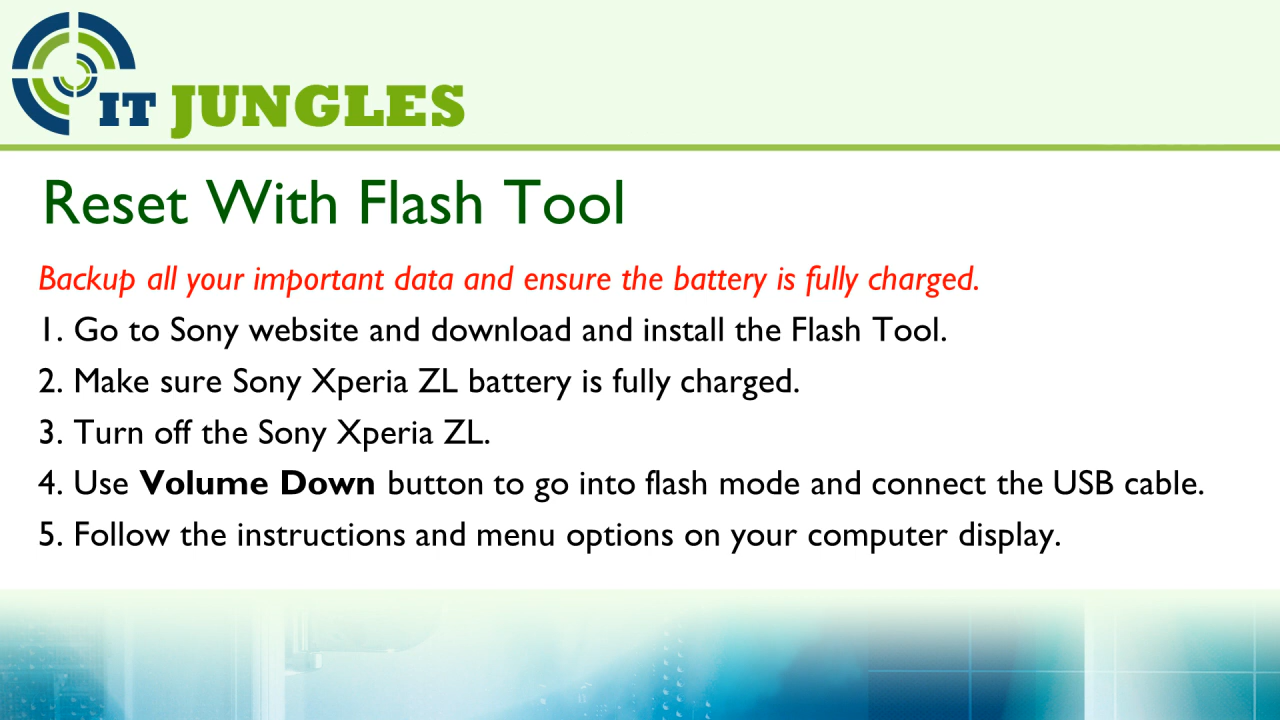 IT JUNGLES
Reset With Flash Tool
Backup all your important data and ensure the battery is fully charged.
1. Go to Sony website and download and install the Flash Tool.
2. Make sure Sony Xperia ZL battery is fully charged.
3. Turn off the Sony Xperia ZL.
4. Use Volume Down button to go into flash mode and connect the USB cable.
5. Follow the instructions and menu options on your computer display.